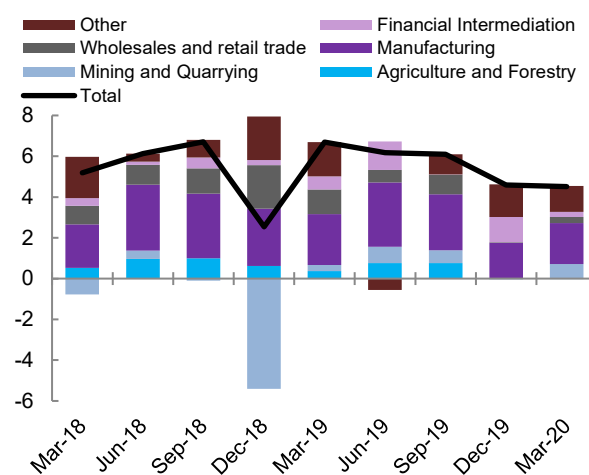 Other Financial Intermediation
Wholesales and retail trade Manufacturing
Mining and Quarrying Agriculture and Forestry
Total
8
6
4
2
0
-2
-4
-6
Mar-18 Jun-18 Sep-18 Dec-18 Mar-19 Jun-19 Sep-19 Dec-19 Mar-20